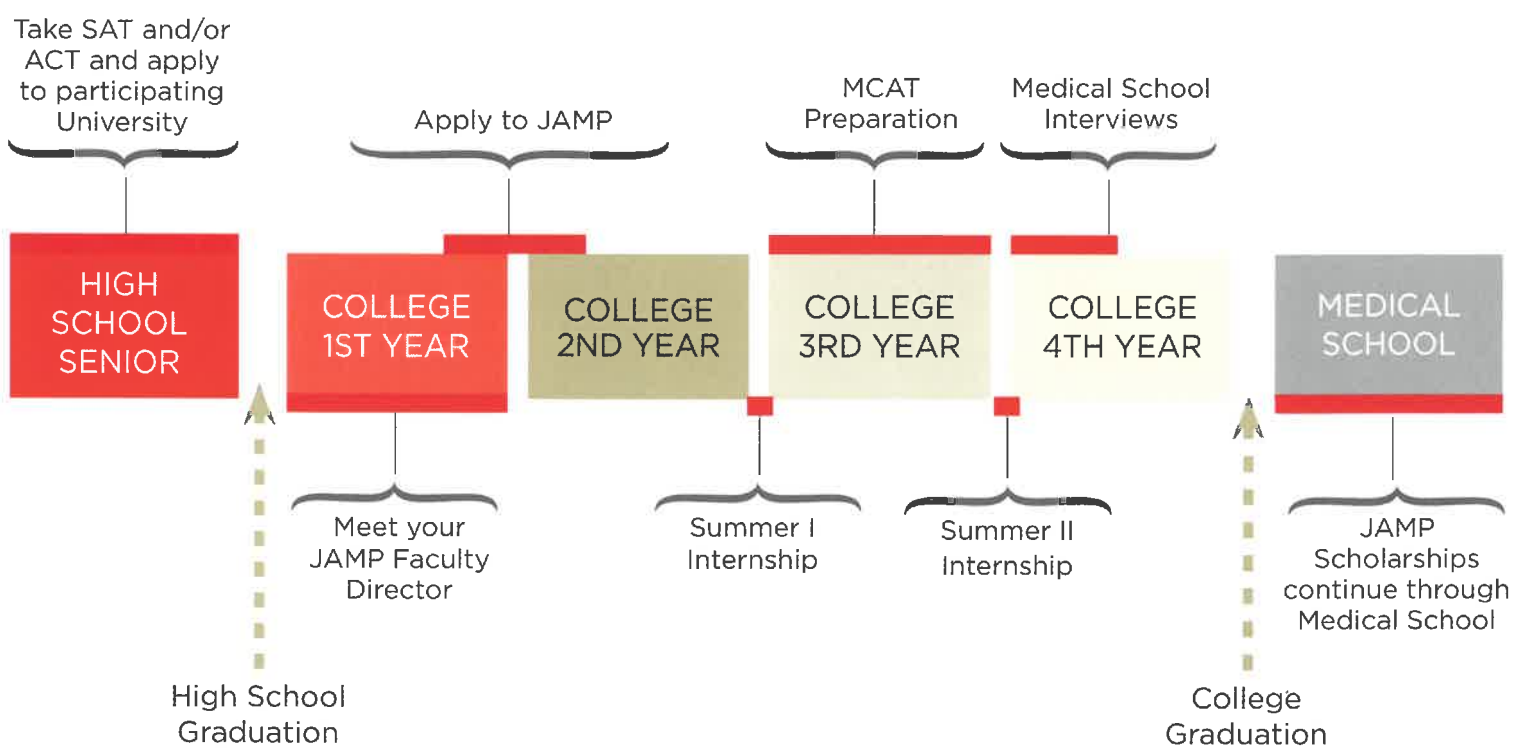 Take SAT and/or
ACT and apply
to participating
University
Apply to JAMP
MCAT
Preparation
Medical School
Interviews
HIGH
SCHOOL
SENIOR
COLLEGE
1ST YEAR
COLLEGE
2ND YEAR
COLLEGE
3RD YEAR
COLLEGE
4TH YEAR
MEDICAL
SCHOOL
Meet your
JAMP Faculty
Director
Summer I
Internship
Summer II
Internship
JAMP
Scholarships
continue through
Medical School
High School
Graduation
College
Graduation